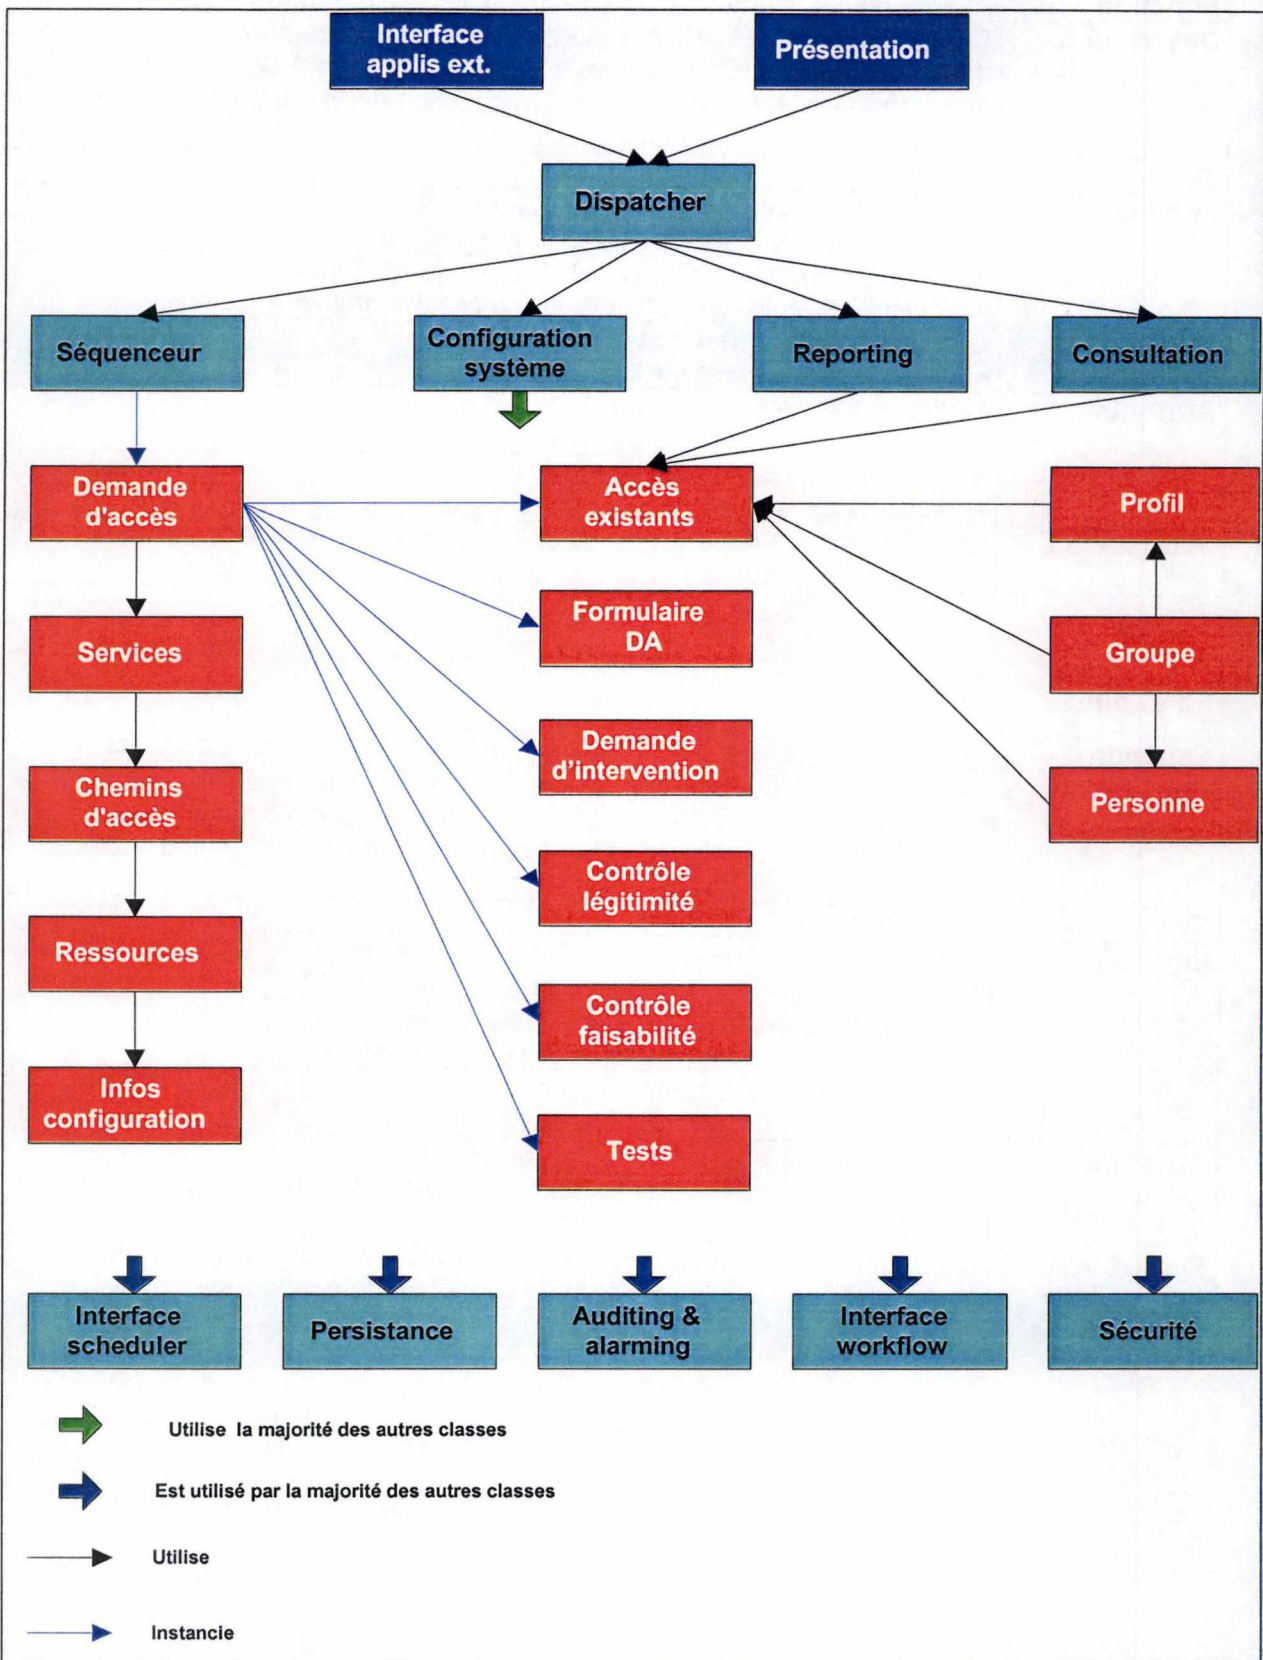 Interface
applis ext.
Présentation
Dispatcher
Séquenceur
Configuration
système
Reporting
Consultation
Demande
d'accès
Accès
existants
Profil
Services
Formulaire
DA
Groupe
Demande
d'intervention
Chemins
d'accès
Personne
Contrôle
légitimité
Ressources
Contrôle
faisabilité
Infos
configuration
Tests
Interface
scheduler
Persistance
Auditing &
alarming
Interface
workflow
Sécurité
Utilise la majorité des autres classes
Est utilisé par la majorité des autres classes
Utilise
Instancie